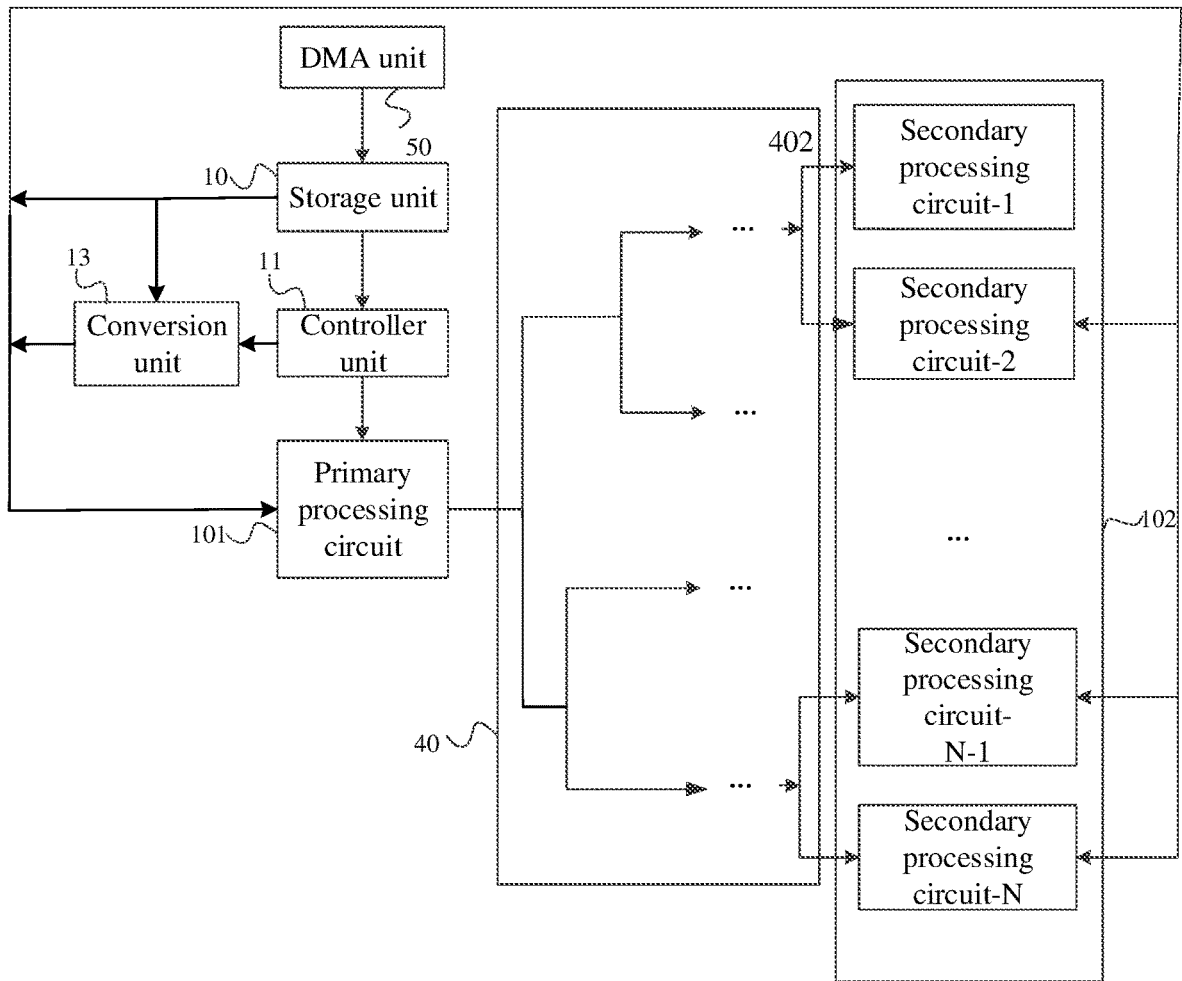 DMA unit
50
10
Storage unit
13
Conversion
unit
11
Controller
unit
Primary
processing
circuit
101
40
...
...
...
...
402
Secondary
processing
circuit-1
Secondary
processing
circuit-2
...
102
Secondary
processing
circuit-
N-1
Secondary
processing
circuit-N